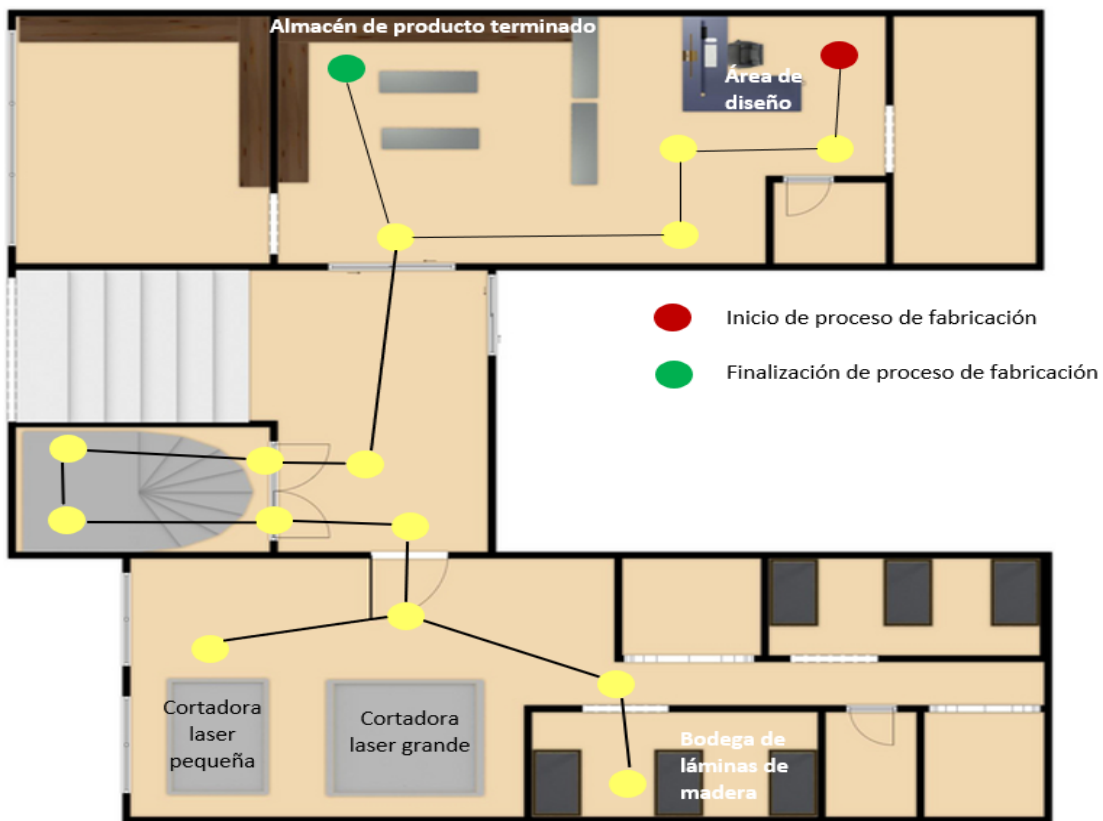 Almacén de producto terminado
Área de
diseño
Inicio de proceso de fabricación
Finalización de proceso de fabricación
Cortadora
laser
pequeña
Cortadora
laser grande
Bodega de
láminas de
madera